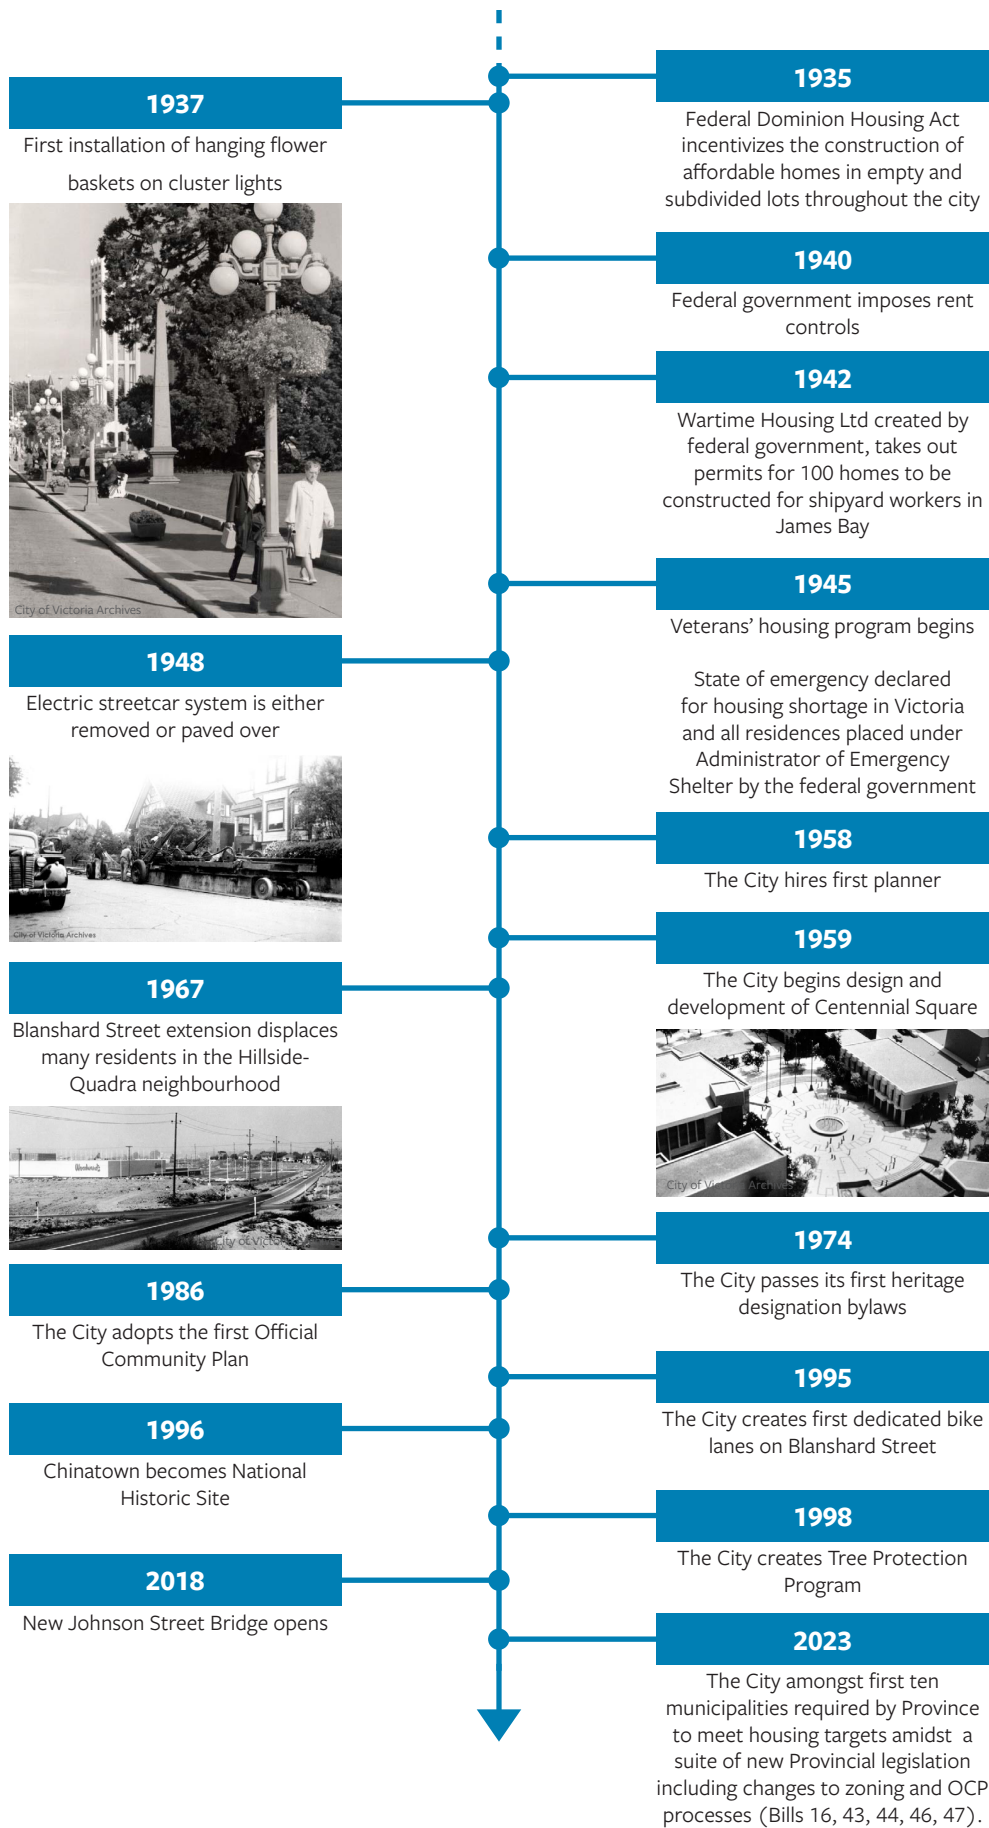 1935
Federal Dominion Housing Act
incentivizes the construction of
affordable homes in empty and
subdivided lots throughout the city
1937
First installation of hanging flower
baskets on cluster lights
City of Victoria Archives
1940
Federal government imposes rent
controls
1942
Wartime Housing Ltd created by
federal government, takes out
permits for 100 homes to be
constructed for shipyard workers in
James Bay
1945
Veterans’ housing program begins
State of emergency declared
for housing shortage in Victoria
and all residences placed under
Administrator of Emergency
Shelter by the federal government
1948
Electric streetcar system is either
removed or paved over
City of Victoria Archives
1958
The City hires first planner
1959
The City begins design and
development of Centennial Square
City of Victoria Archives
1967
Blanshard Street extension displaces
many residents in the Hillside-
Quadra neighbourhood
Woodward's
City of Victoria
1974
The City passes its first heritage
designation bylaws
1986
The City adopts the first Official
Community Plan
1995
The City creates first dedicated bike
lanes on Blanshard Street
1996
Chinatown becomes National
Historic Site
1998
The City creates Tree Protection
Program
2018
New Johnson Street Bridge opens
2023
The City amongst first ten
municipalities required by Province
to meet housing targets amidst a
suite of new Provincial legislation
including changes to zoning and OCP
processes (Bills 16, 43, 44, 46, 47).